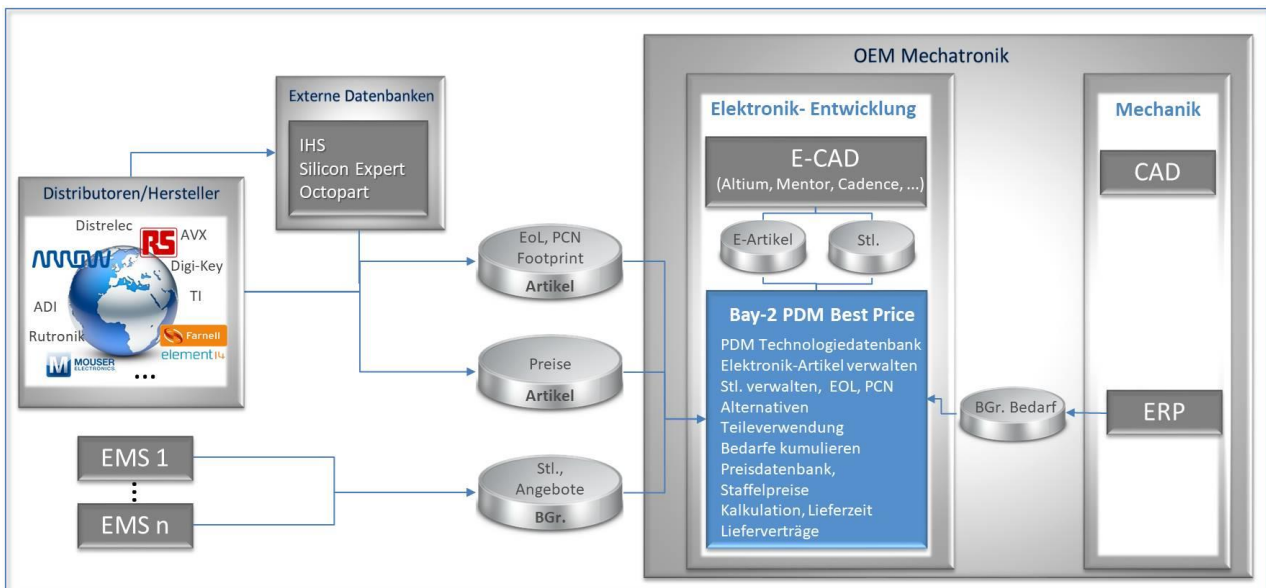 OEM Mechatronik
Externe Datenbanken
IHS
Silicon Expert
Octopart
Distributoren/Hersteller
Distrelec
RS
AVX
ARROW
Digi-Key
ADI
TI
Rutronik
Farnell
element14
M
MOUSER
ELECTRONICS
...
EMS 1
EMS n
EoL, PCN
Footprint
Artikel
Preise
Artikel
Stl.,
Angebote
BGr.
Elektronik- Entwicklung
E-CAD
(Altium, Mentor, Cadence, ...)
E-Artikel
Stl.
Bay-2 PDM Best Price
PDM Technologiedatenbank
Elektronik-Artikel verwalten
Stl. verwalten, EOL, PCN
Alternativen
Teileverwendung
Bedarfe kumulieren
Preisdatenbank,
Staffelpreise
Kalkulation, Lieferzeit
Lieferverträge
BGr. Bedarf
Mechanik
CAD
ERP